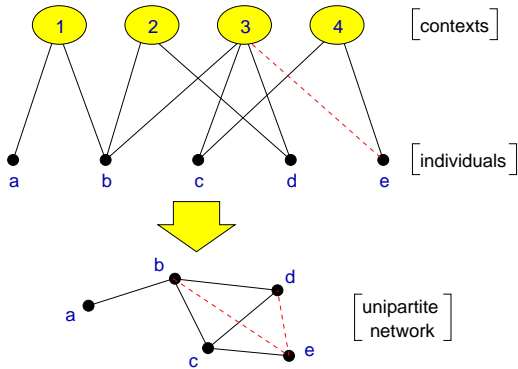 1 2 3 4 [contexts]
a b c d e [individuals]
b d
a
c e
[unipartite
network]